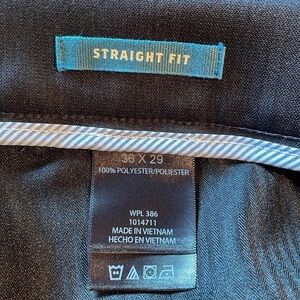 STRAIGHT FIT
36 X 29
100% POLYESTER/POLIESTER
WPL 386
1014711
MADE IN VIETNAM
HECHO EN VIETNAM